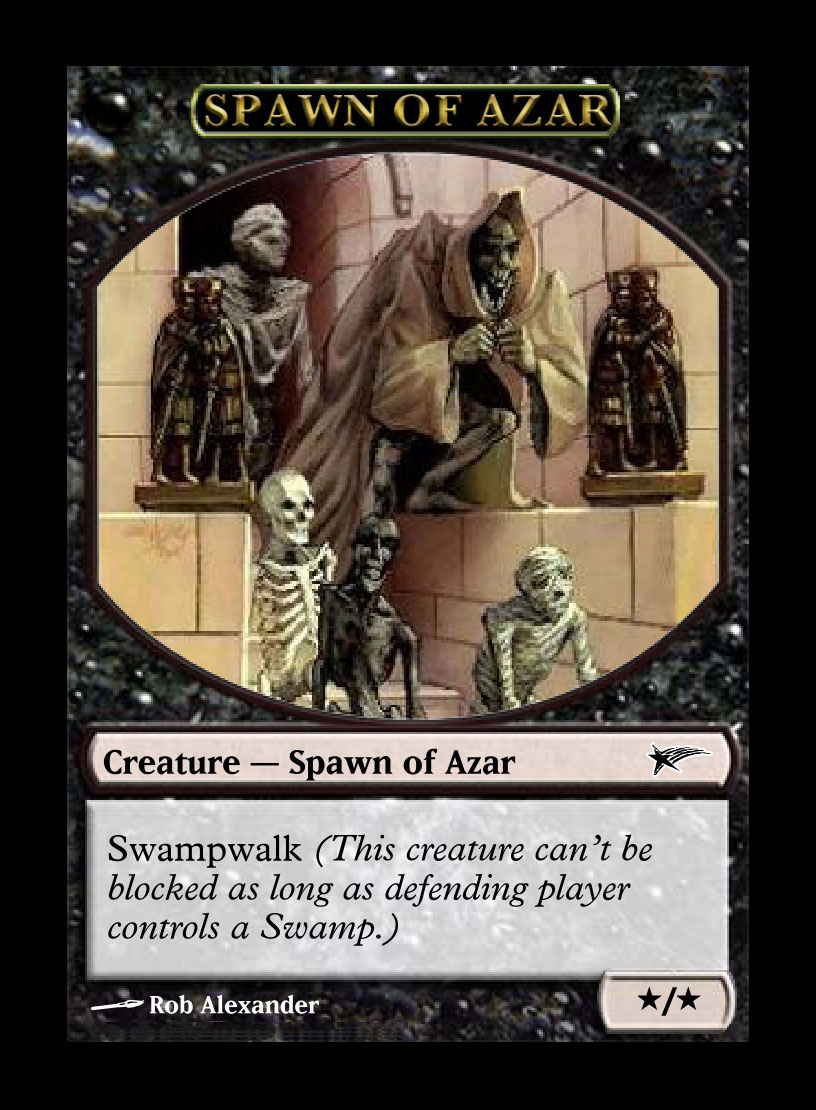 SPAWN OF AZAR
Creature — Spawn of Azar
Swampwalk (This creature can't be
blocked as long as defending player
controls a Swamp.)
Rob Alexander
★/★